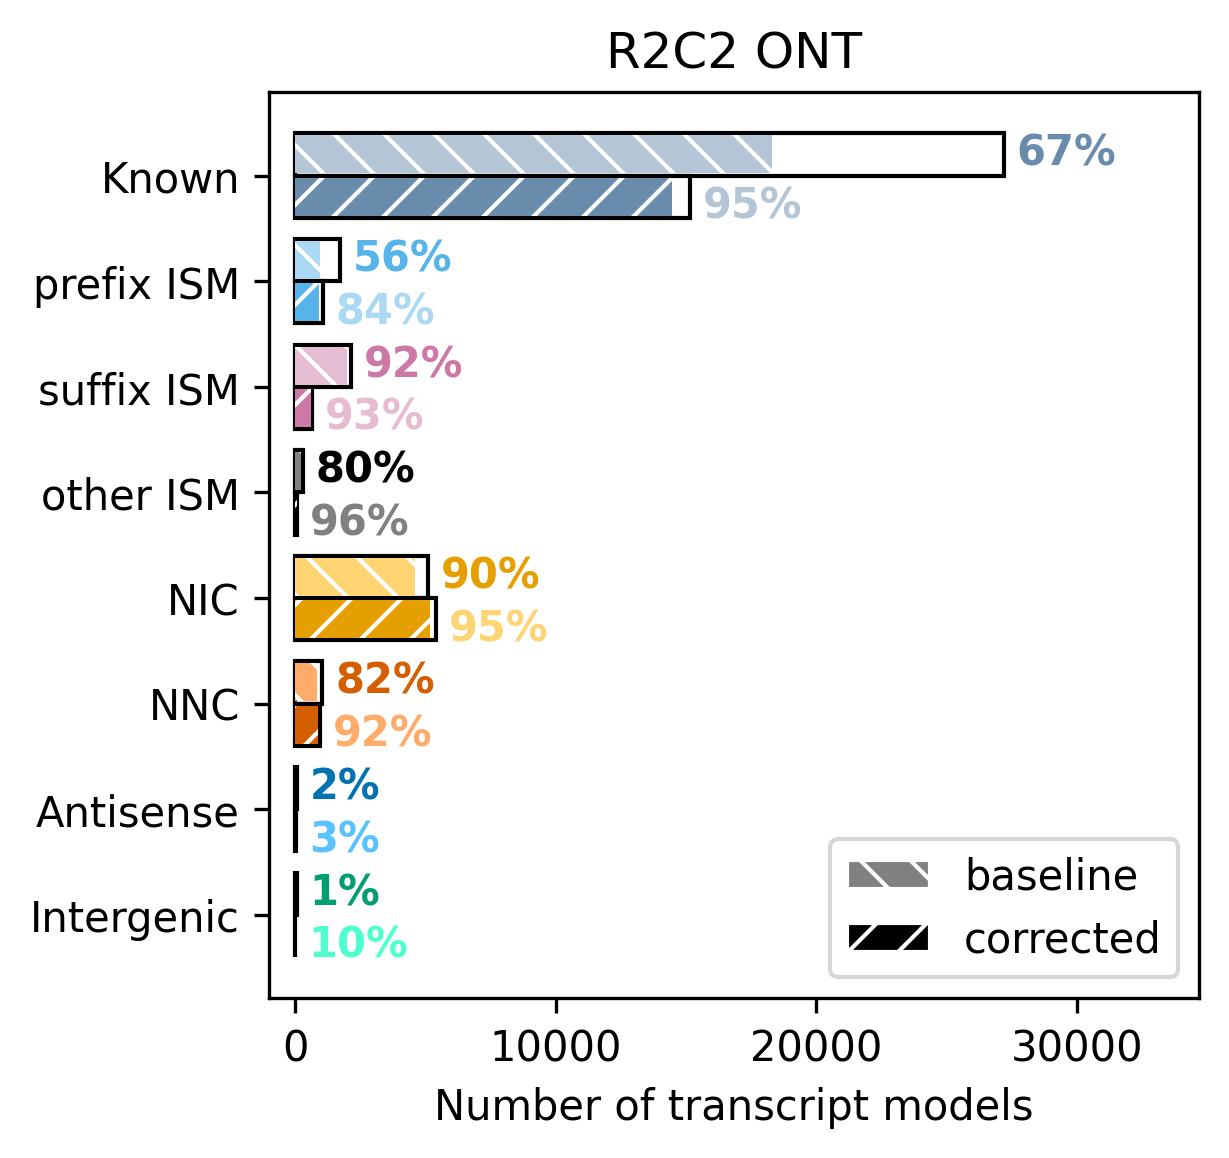 R2C2 ONT
Known
67%
95%
prefix ISM
56%
84%
suffix ISM
92%
93%
other ISM
80%
96%
NIC
90%
95%
NNC
82%
92%
Antisense
2%
3%
Intergenic
1%
10%
baseline
corrected
0 10000 20000 30000
Number of transcript models